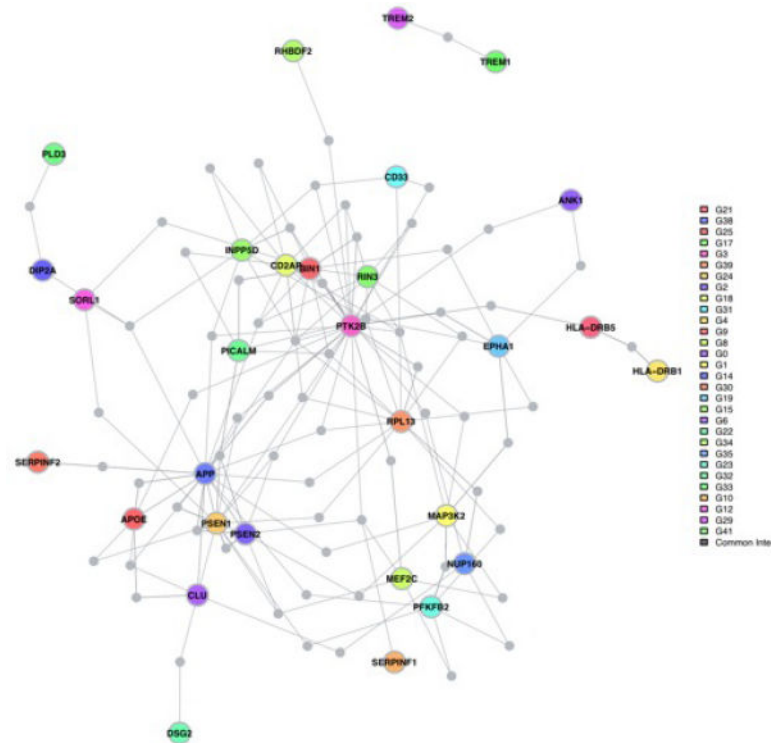 TREM2
RHBDF2
TREM1
PLD3
CD33
ANK1
INPP5D
CD2AP
BIN1
DIP2A
RIN3
SORL1
PTK2B
HLA-DRB5
PICALM
EPHA1
HLA-DRB1
RPL13
SERPINF2
APP
APOE
PSEN1
MAP3K2
PSEN2
NUP160
MEF2C
CLU
PFKFB2
SERPINF1
DSG2
G21
G38
G25
G17
G3
G39
G24
G2
G18
G31
G4
G9
G8
G0
G1
G14
G30
G19
G15
G6
G22
G34
G35
G23
G32
G33
G10
G12
G29
G41
Common Inte